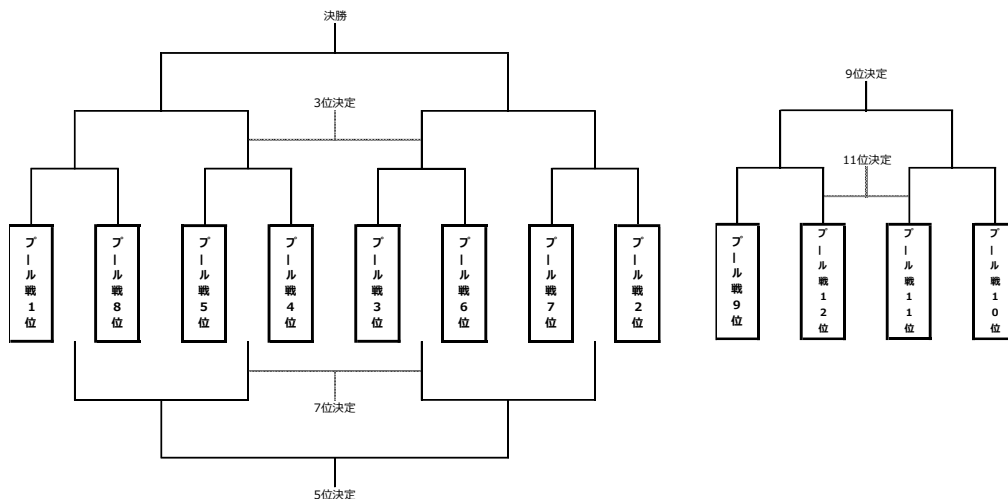 決勝
3位決定
プール戦1位
プール戦8位
プール戦5位
プール戦4位
プール戦3位
プール戦6位
プール戦7位
プール戦2位
7位決定
5位決定
9位決定
11位決定
プール戦9位
プール戦12位
プール戦11位
プール戦10位